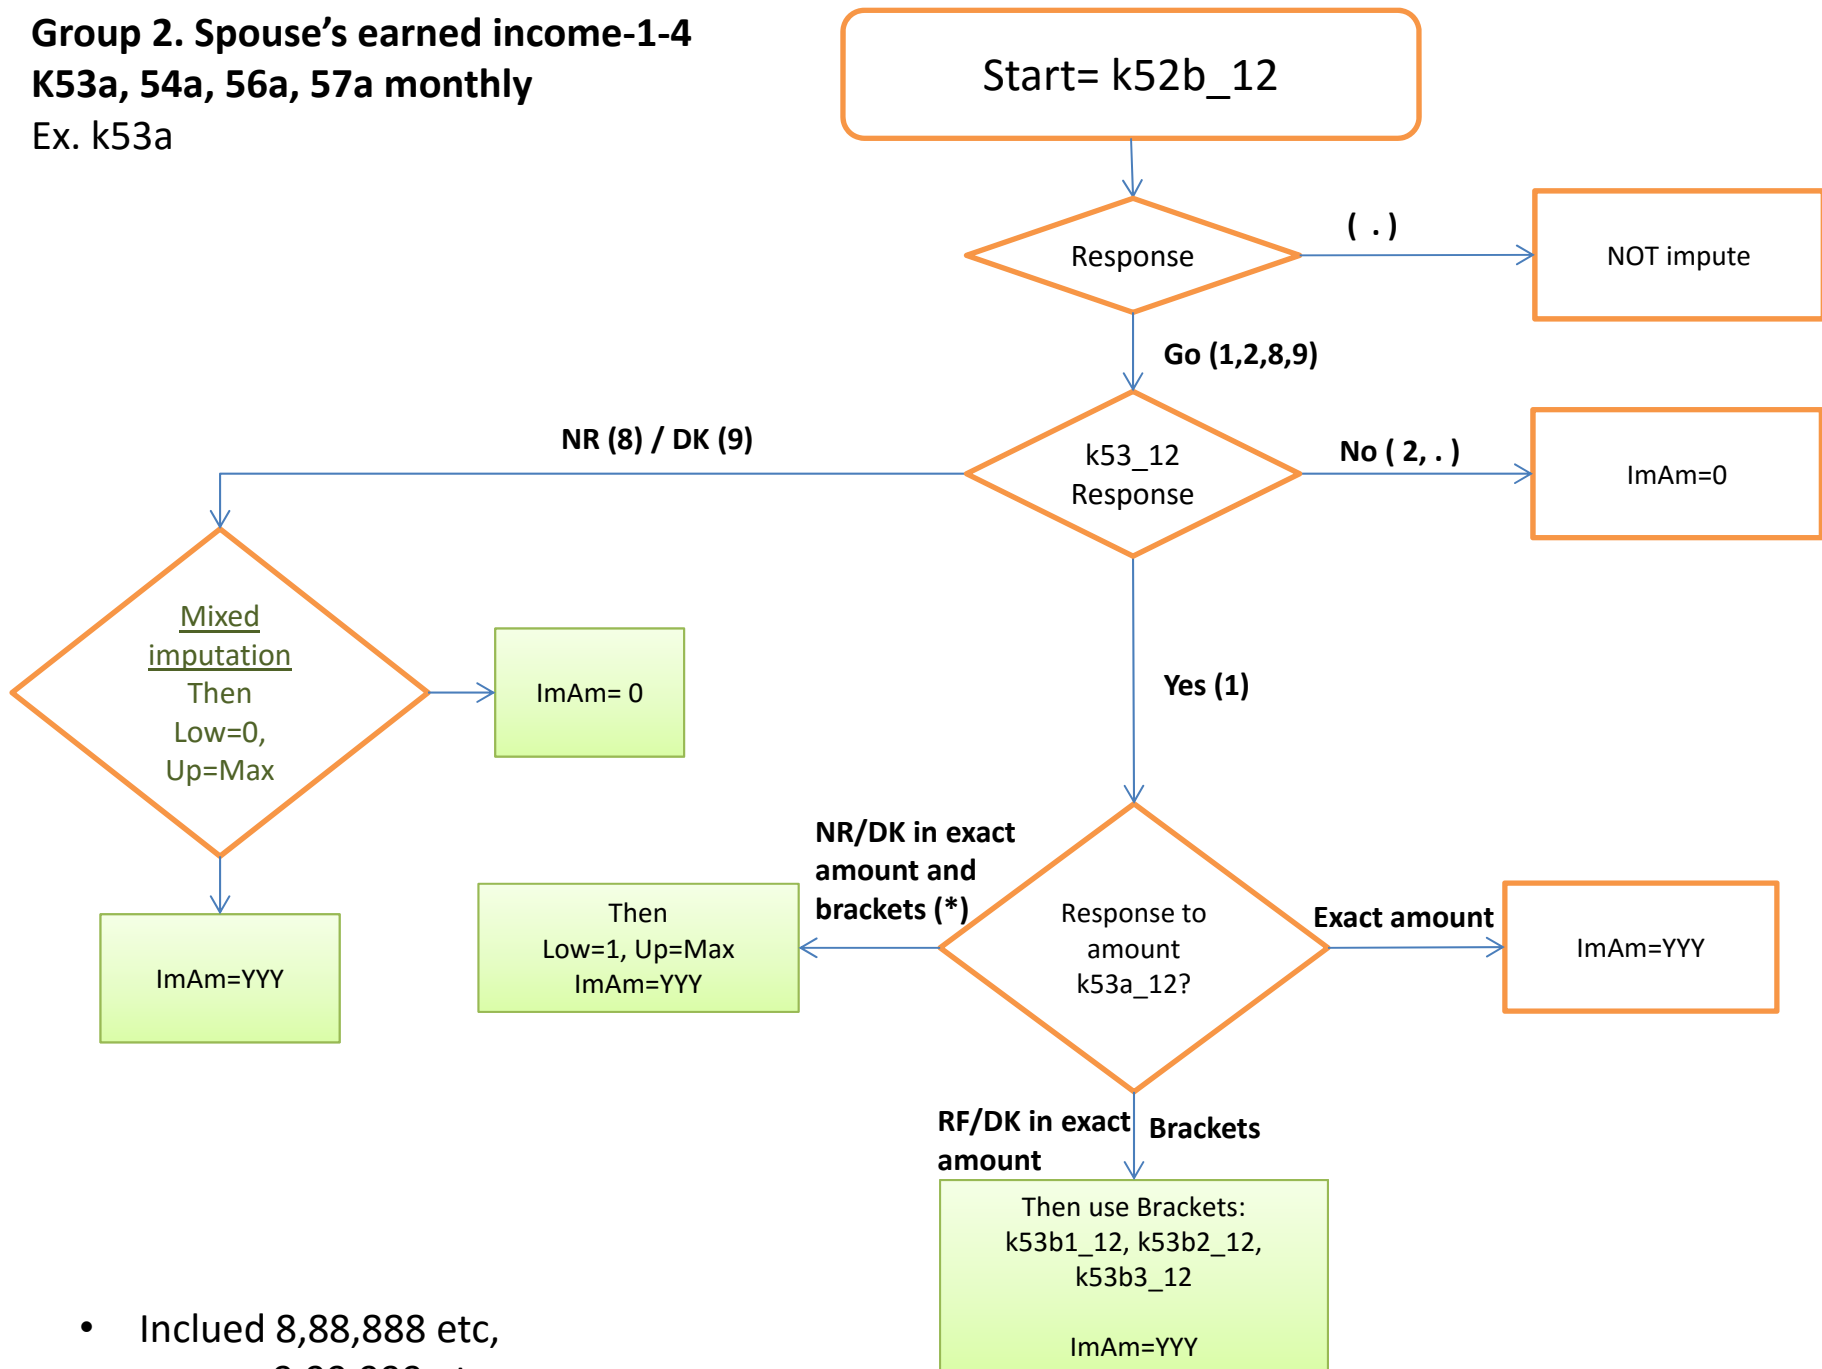 Group 2. Spouse's earned income-1-4
K53a, 54a, 56a, 57a monthly
Ex. k53a
Start= k52b_12
Response
( . )
NOT impute
Go (1,2,8,9)
NR (8) / DK (9)
k53_12
Response
No ( 2, . )
ImAm=0
Mixed
imputation
Then
Low=0,
Up=Max
ImAm= 0
Yes (1)
ImAm=YYY
NR/DK in exact
amount and
brackets (*)
Then
Low=1, Up=Max
ImAm=YYY
Response to
amount
k53a_12?
Exact amount
ImAm=YYY
RF/DK in exact
amount
Brackets
Then use Brackets:
k53b1_12, k53b2_12,
k53b3_12
ImAm=YYY
• Inclued 8,88,888 etc,